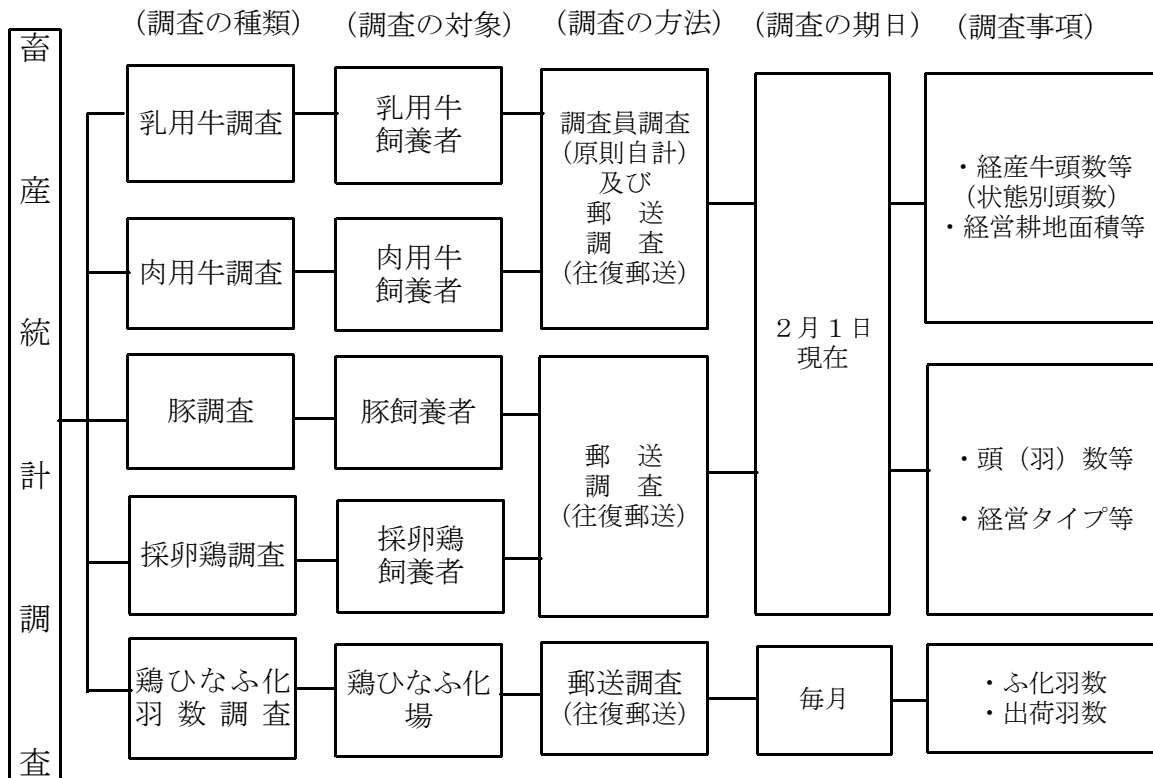 畜産統計調査
(調査の種類)
(調査の対象)
(調査の方法)
(調査の期日)
(調査事項)
乳用牛調査
乳用牛
飼養者
調査員調査
(原則自計)
及び
郵　送
調　査
(往復郵送)
・経産牛頭数等
(状態別頭数)
・経営耕地面積等
肉用牛調査
肉用牛
飼養者
２月１日
現在
豚調査
豚飼養者
郵　送
調　査
(往復郵送)
・頭（羽）数等
・経営タイプ等
採卵鶏調査
採卵鶏
飼養者
鶏ひなふ化
羽数調査
鶏ひなふ化
場
郵送調査
(往復郵送)
毎月
・ふ化羽数
・出荷羽数